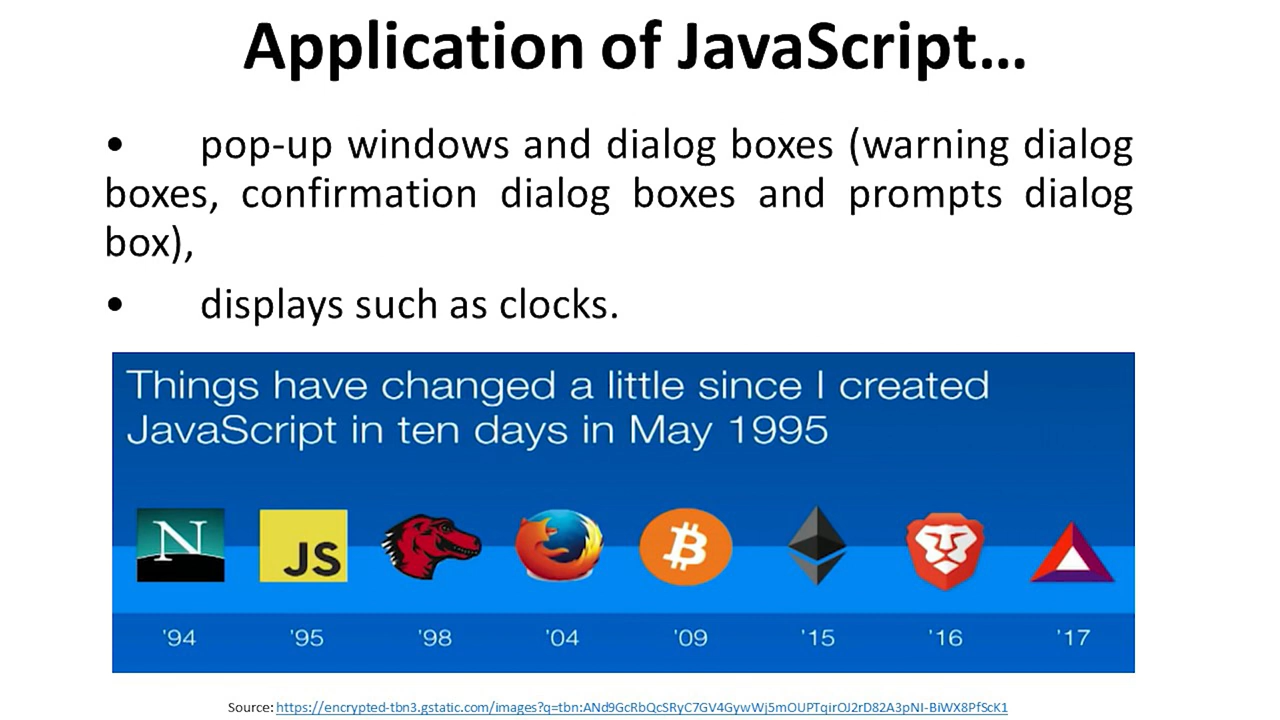 Application of JavaScript...
• pop-up windows and dialog boxes (warning dialog
boxes, confirmation dialog boxes and prompts dialog
box),
• displays such as clocks.
Things have changed a little since I created
JavaScript in ten days in May 1995
N JS
'94 '95 '98 '04 '09 '15 '16 '17
Source: https://encrypted-tbn3.gstatic.com/images?q=tbn:ANd9GcRbQcSRyC7GV4GywWj5mOUPTqirOJ2rD82A3pNI-BiWX8PfScK1